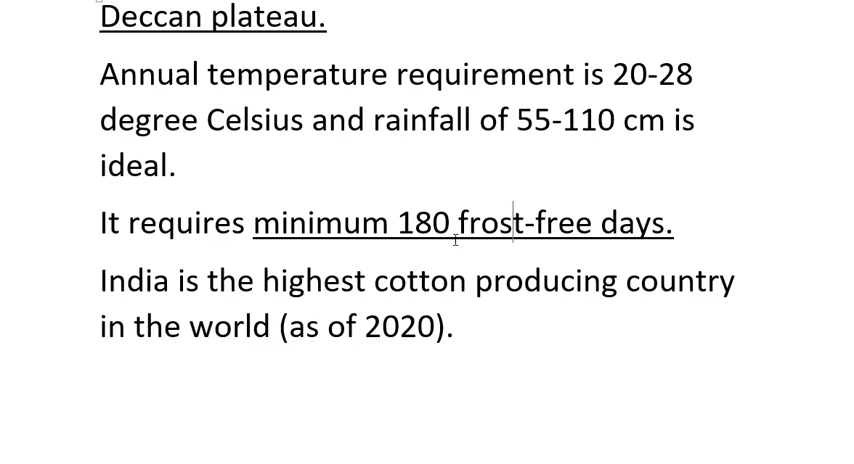 Deccan plateau.
Annual temperature requirement is 20-28
degree Celsius and rainfall of 55-110 cm is
ideal.
It requires minimum 180 frost-free days.
India is the highest cotton producing country
in the world (as of 2020).